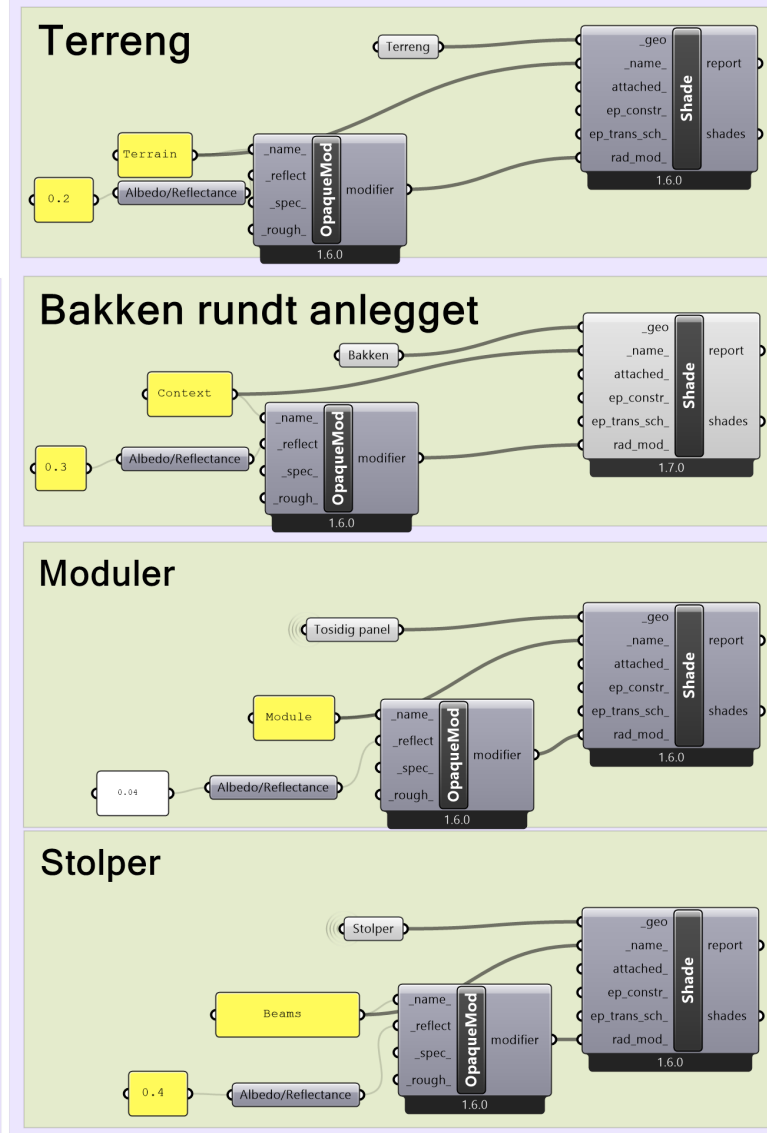 Terreng
Terreng
_geo
_name_
attached_
ep_constr_
ep_trans_sch_
rad_mod_
Shade
report
shades
1.6.0
Terrain
0.2
Albedo/Reflectance
_name_
_reflect
_spec_
_rough_
OpaqueMod
modifier
1.6.0
Bakken rundt anlegget
Bakken
_geo
_name_
attached_
ep_constr_
ep_trans_sch_
rad_mod_
Shade
report
shades
1.7.0
Context
0.3
Albedo/Reflectance
_name_
_reflect
_spec_
_rough_
OpaqueMod
modifier
1.6.0
Moduler
Tosidig panel
_geo
_name_
attached_
ep_constr_
ep_trans_sch_
rad_mod_
Shade
report
shades
1.6.0
Module
0.04
Albedo/Reflectance
_name_
_reflect
_spec_
_rough_
OpaqueMod
modifier
1.6.0
Stolper
Stolper
_geo
_name_
attached_
ep_constr_
ep_trans_sch_
rad_mod_
Shade
report
shades
1.6.0
Beams
0.4
Albedo/Reflectance
_name_
_reflect
_spec_
_rough_
OpaqueMod
modifier
1.6.0